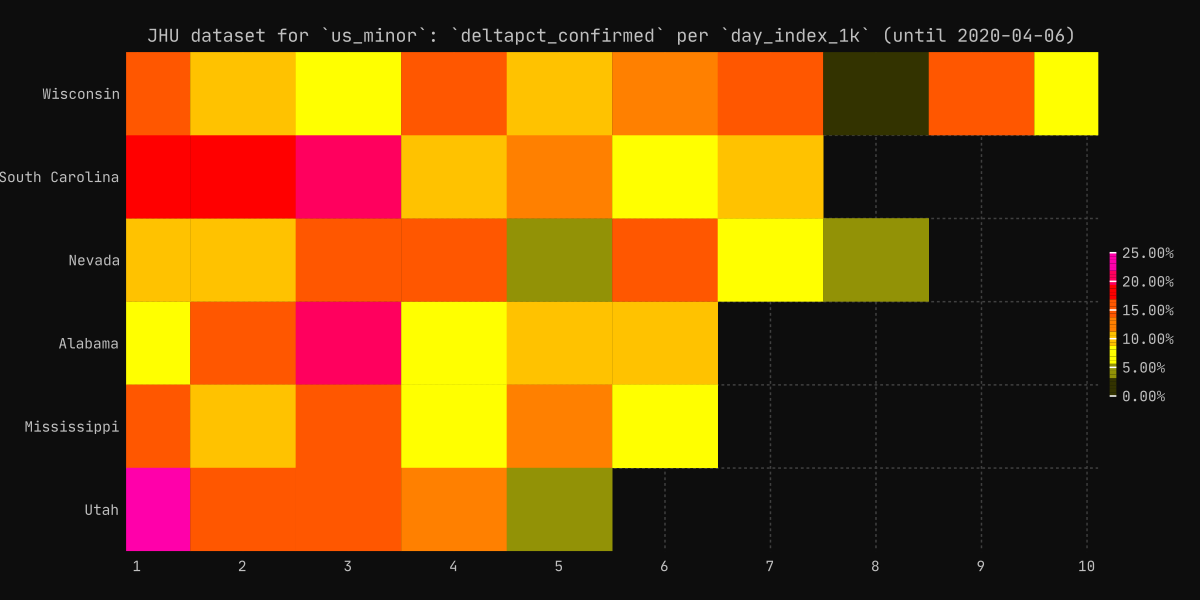 JHU dataset for `us_minor`: `deltapct_confirmed` per `day_index_1k` (until 2020-04-06)
Wisconsin
South Carolina
Nevada
Alabama
Mississippi
Utah
25.00%
20.00%
15.00%
10.00%
5.00%
0.00%
1 2 3 4 5 6 7 8 9 10